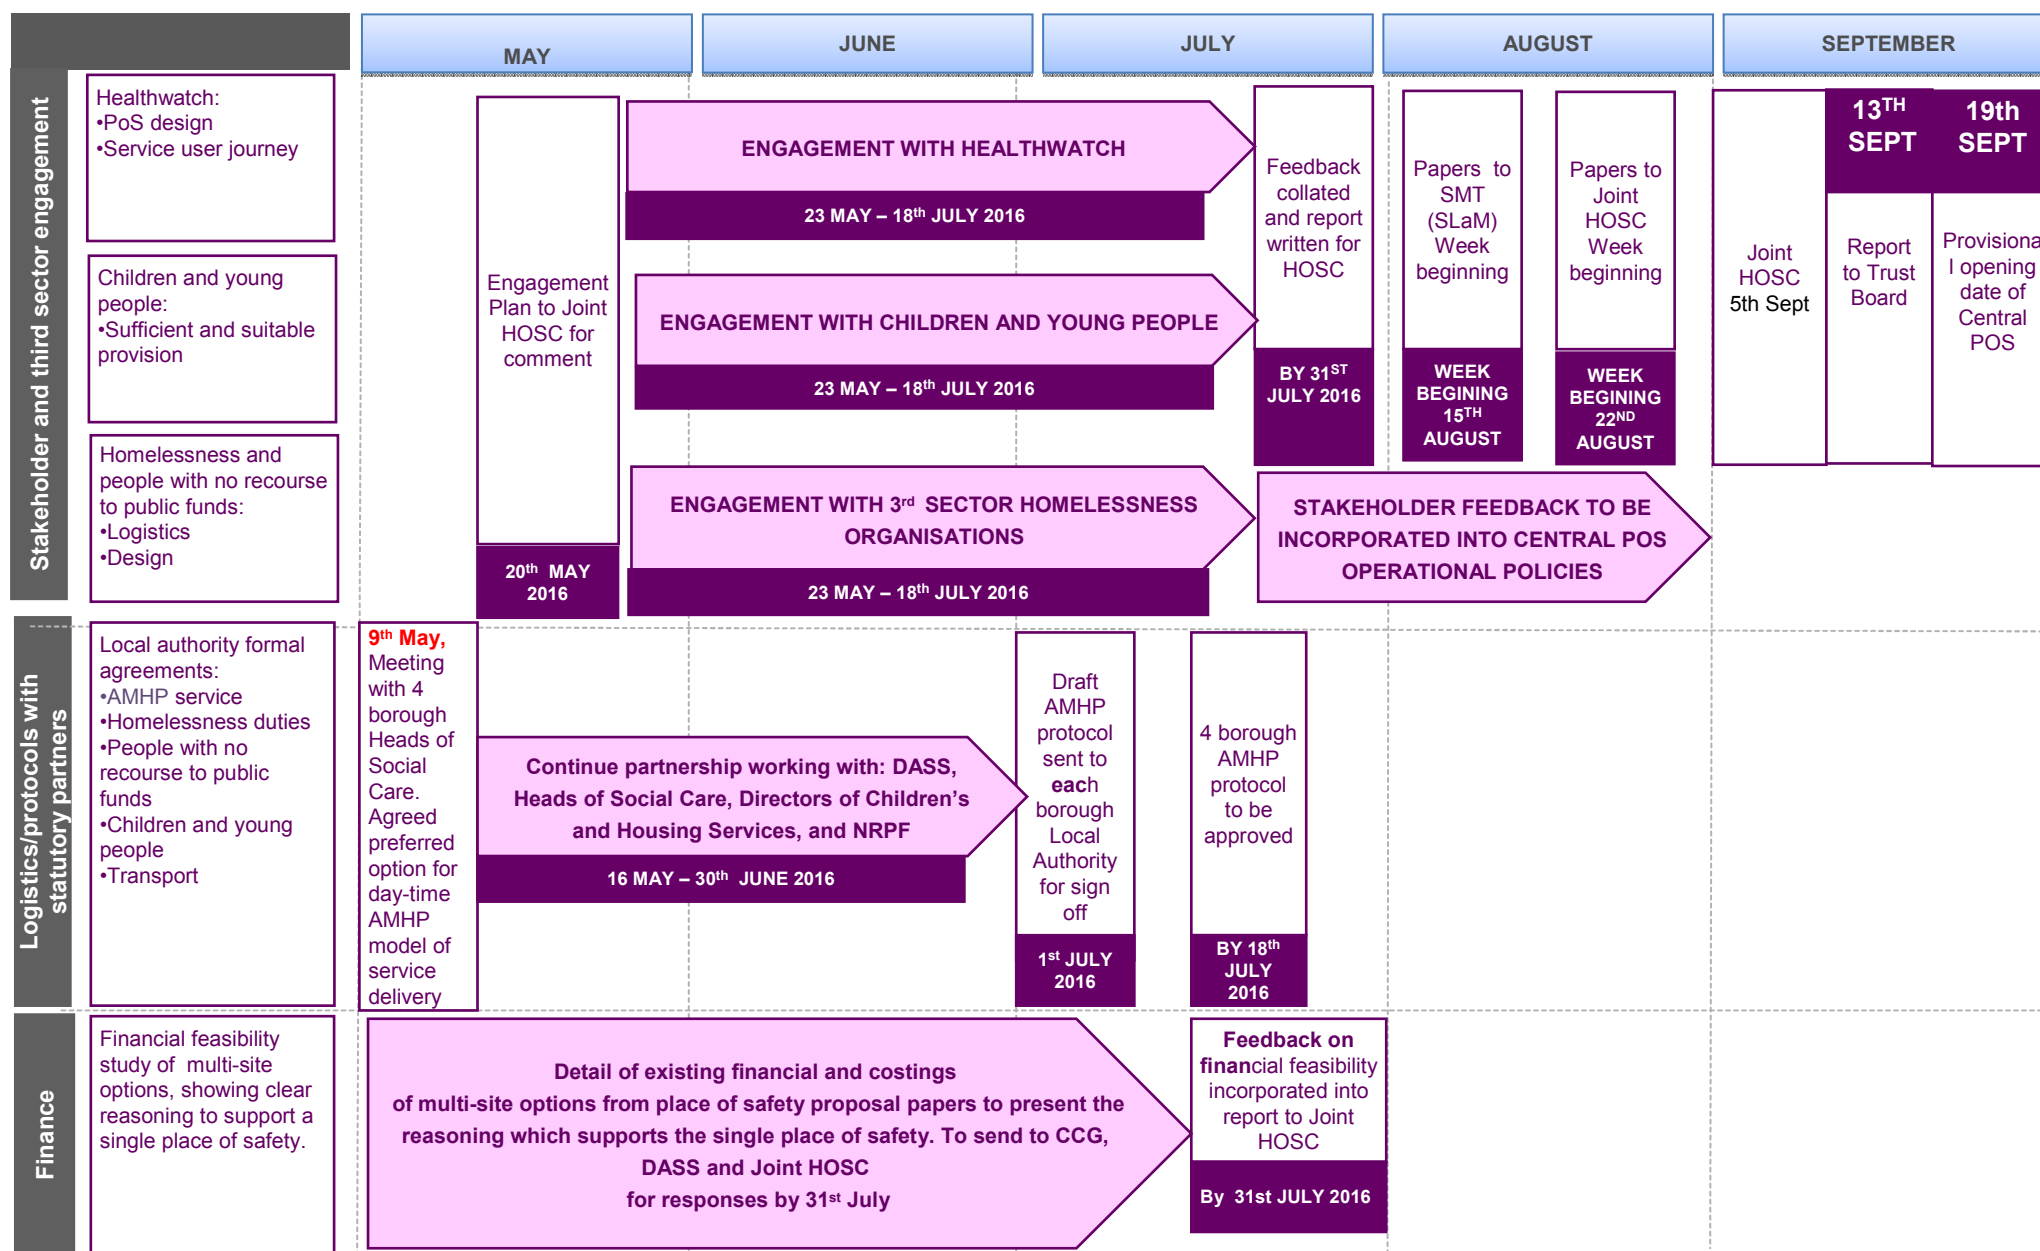 MAY
JUNE
JULY
AUGUST
SEPTEMBER
Stakeholder and third sector engagement
Healthwatch:
•PoS design
•Service user journey
Children and young
people:
•Sufficient and suitable
provision
Homelessness and
people with no recourse
to public funds:
•Logistics
•Design
Engagement
Plan to Joint
HOSC for
comment
20th MAY
2016
ENGAGEMENT WITH HEALTHWATCH
23 MAY – 18th JULY 2016
ENGAGEMENT WITH CHILDREN AND YOUNG PEOPLE
23 MAY – 18th JULY 2016
ENGAGEMENT WITH 3rd SECTOR HOMELESSNESS
ORGANISATIONS
23 MAY – 18th JULY 2016
Feedback
collated
and report
written for
HOSC
BY 31ST
JULY 2016
Papers to
SMT
(SLaM)
Week
beginning
WEEK
BEGINING
15TH
AUGUST
Papers to
Joint
HOSC
Week
beginning
WEEK
BEGINING
22ND
AUGUST
STAKEHOLDER FEEDBACK TO BE
INCORPORATED INTO CENTRAL POS
OPERATIONAL POLICIES
Joint
HOSC
5th Sept
13TH
SEPT
Report
to Trust
Board
19th
SEPT
Provisiona
l opening
date of
Central
POS
Logistics/protocols with
statutory partners
Local authority formal
agreements:
•AMHP service
•Homelessness duties
•People with no
recourse to public
funds
•Children and young
people
•Transport
9th May,
Meeting
with 4
borough
Heads of
Social
Care.
Agreed
preferred
option for
day-time
AMHP
model of
service
delivery
Continue partnership working with: DASS,
Heads of Social Care, Directors of Children's
and Housing Services, and NRPF
16 MAY – 30th JUNE 2016
Draft
AMHP
protocol
sent to
each
borough
Local
Authority
for sign
off
1st JULY
2016
4 borough
AMHP
protocol
to be
approved
BY 18th
JULY
2016
Finance
Financial feasibility
study of multi-site
options, showing clear
reasoning to support a
single place of safety.
Detail of existing financial and costings
of multi-site options from place of safety proposal papers to present the
reasoning which supports the single place of safety. To send to CCG,
DASS and Joint HOSC
for responses by 31st July
Feedback on
financial feasibility
incorporated into
report to Joint
HOSC
By 31st JULY 2016